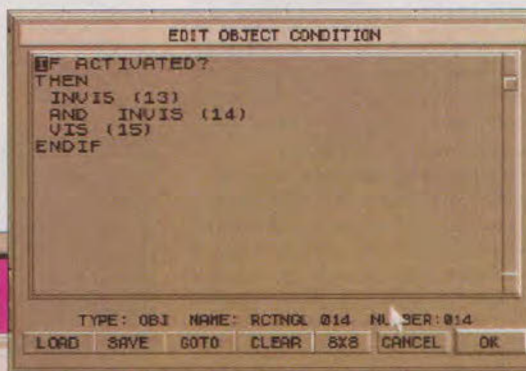 EDIT OBJECT CONDITION
IF ACTIVATED?
THEN
INVIS (13)
AND INVIS (14)
VIS (15)
ENDIF
TYPE: OBJ NAME: RCTNGL 014 NUMBER:014
LOAD SAVE GOTO CLEAR 8X8 CANCEL OK